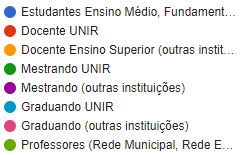 Estudantes Ensino Médio, Fundament…
Docente UNIR
Docente Ensino Superior (outras instit…
Mestrando UNIR
Mestrando (outras instituições)
Graduando UNIR
Graduando (outras instituições)
Professores (Rede Municipal, Rede E…